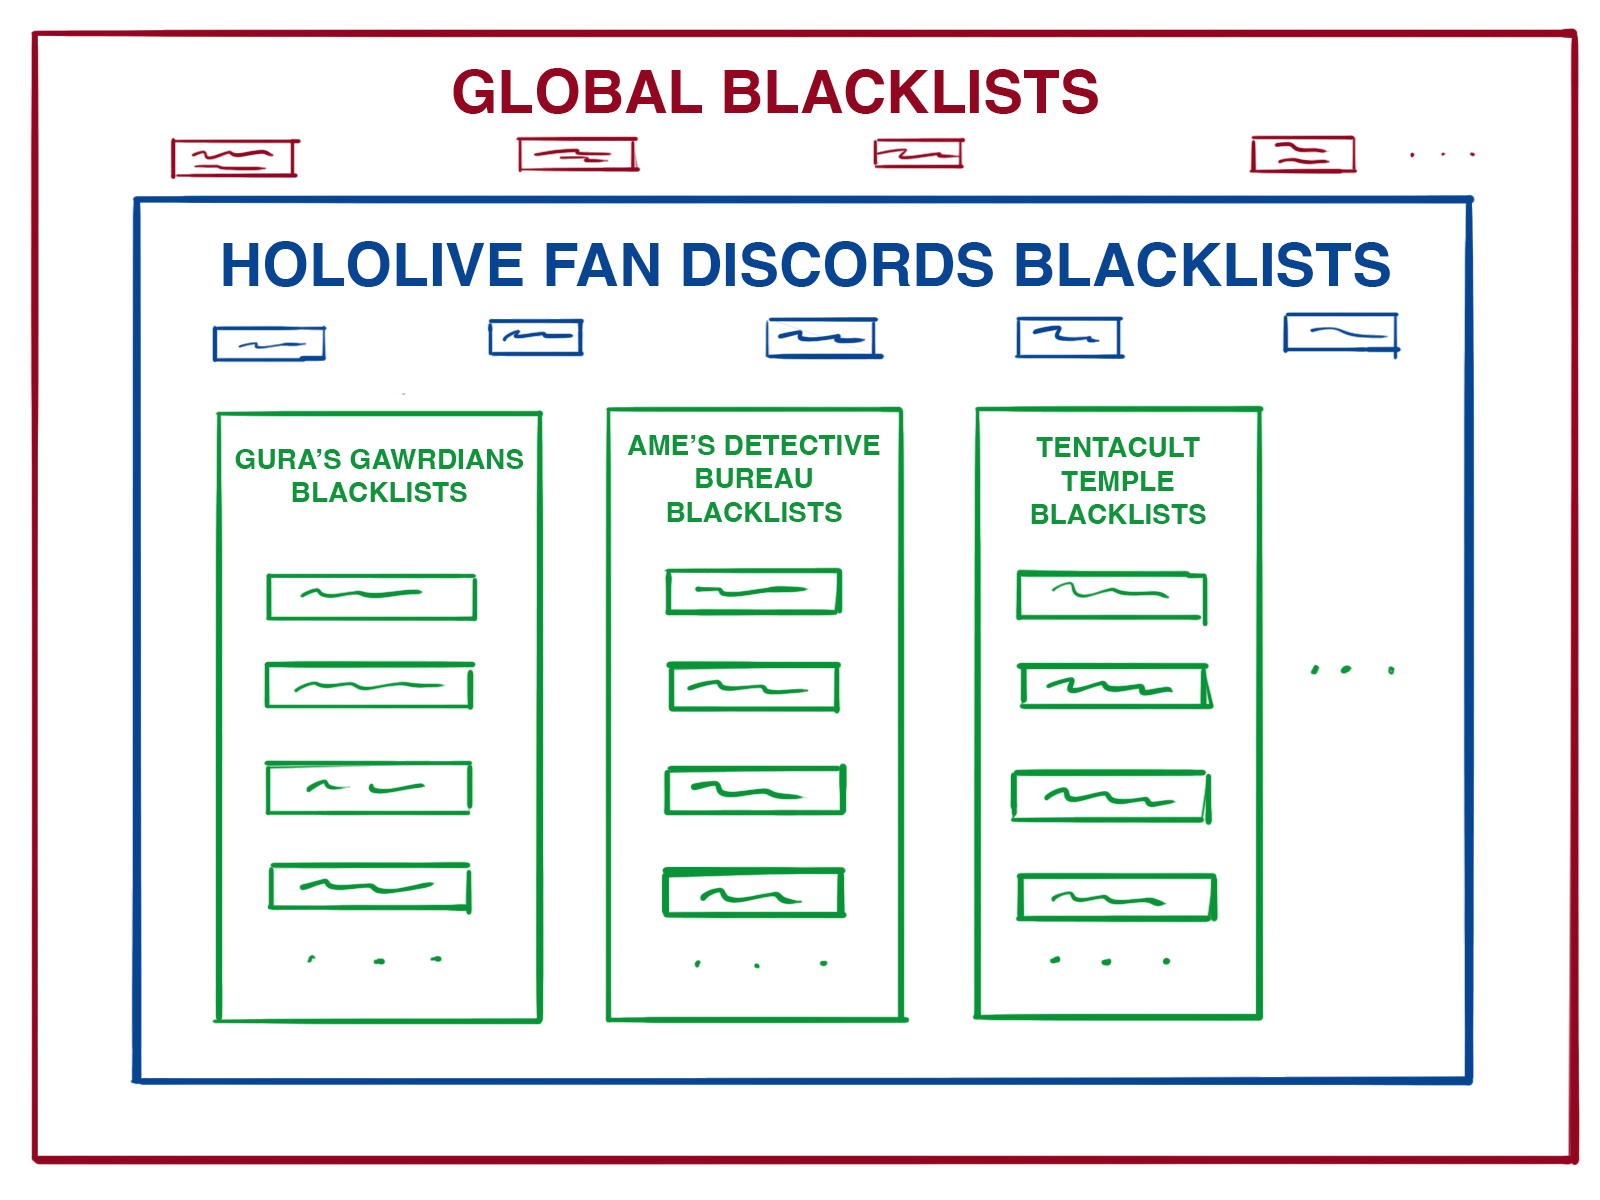 GLOBAL BLACKLISTS
HOLOLIVE FAN DISCORDS BLACKLISTS
GURA'S GAWRDIANS
BLACKLISTS
AME'S DETECTIVE
BUREAU
BLACKLISTS
TENTACULT
TEMPLE
BLACKLISTS